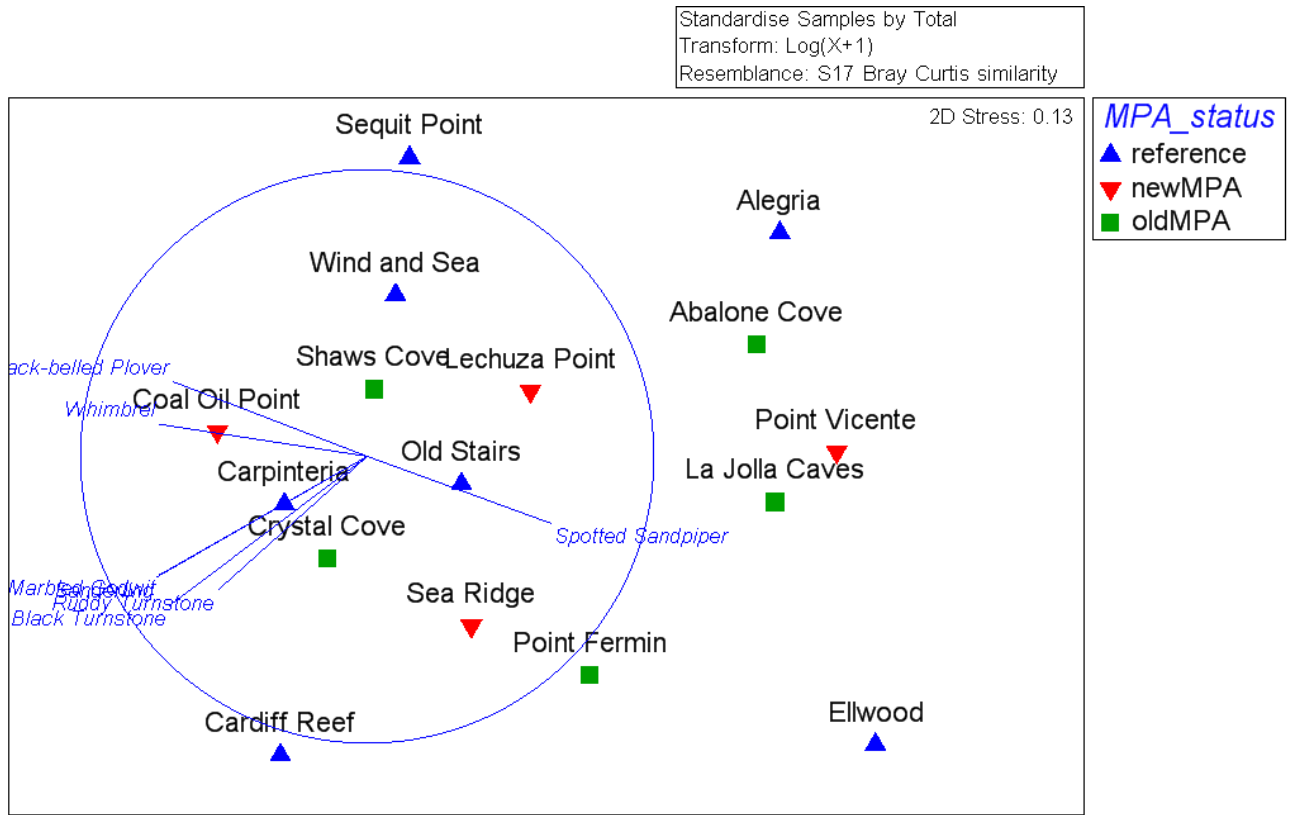 Standardise Samples by Total
Transform: Log(X+1)
Resemblance: S17 Bray Curtis similarity
2D Stress: 0.13
MPA_status
reference
newMPA
oldMPA
Sequit Point
Alegria
Wind and Sea
Abalone Cove
Shaws Cove
Lechuza Point
ack-belled Plover
Coal Oil Point
Whimbrel
Point Vicente
Old Stairs
Carpinteria
La Jolla Caves
Crystal Cove
Spotted Sandpiper
Marbled Godwit
Sanderling
Ruddy Turnstone
Black Turnstone
Sea Ridge
Point Fermin
Cardiff Reef
Ellwood